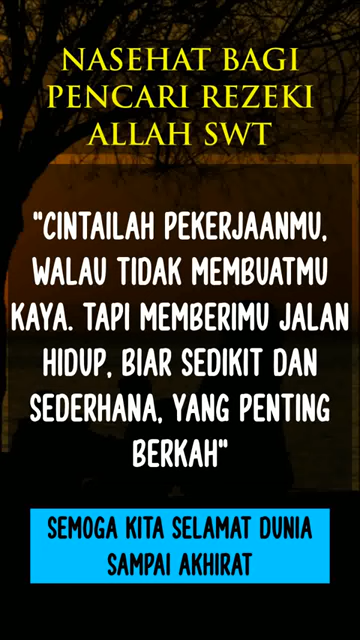 NASEHAT BAGI
PENCARI REZEKI
ALLAH SWT
"CINTAILAH PEKERJAANMU,
WALAU TIDAK MEMBUATMU
KAYA. TAPI MEMBERIMU JALAN
HIDUP, BIAR SEDIKIT DAN
SEDERHANA, YANG PENTING
BERKAH"
SEMOGA KITA SELAMAT DUNIA
SAMPAI AKHIRAT